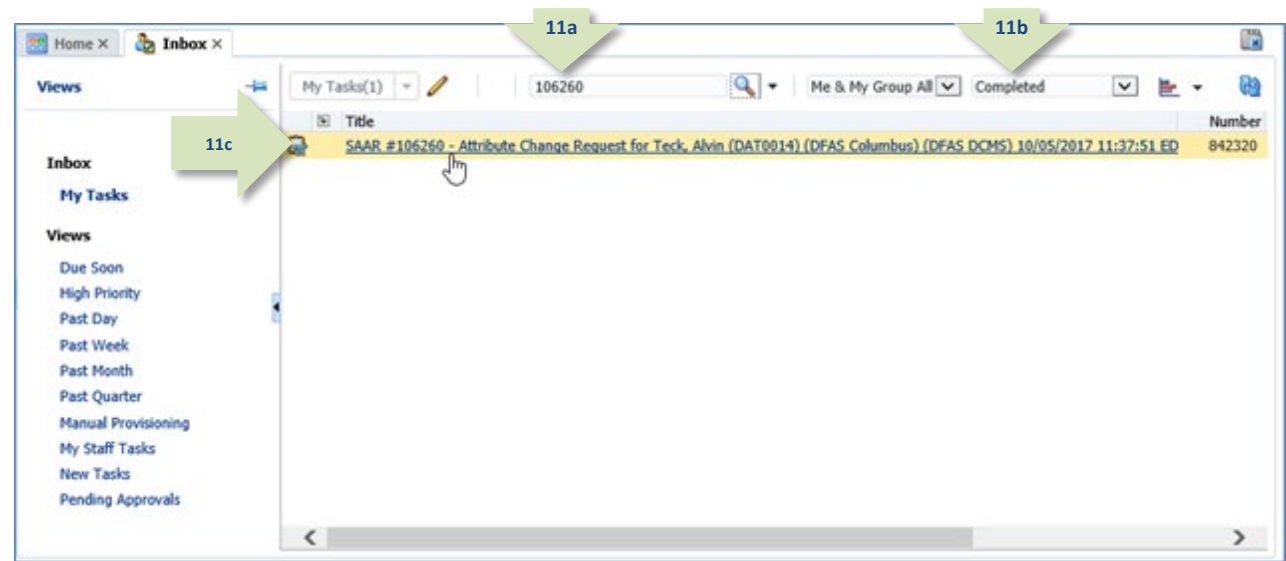 11a
11b
Home ×
Inbox ×
Views
My Tasks(1)
106260
Me & My Group All
Completed
Title
Number
11c
SAAR #106260 - Attribute Change Request for Teck, Alvin (DAT0014) (DFAS Columbus) (DFAS DCMS) 10/05/2017 11:37:51 ED
842320
Inbox
My Tasks
Views
Due Soon
High Priority
Past Day
Past Week
Past Month
Past Quarter
Manual Provisioning
My Staff Tasks
New Tasks
Pending Approvals